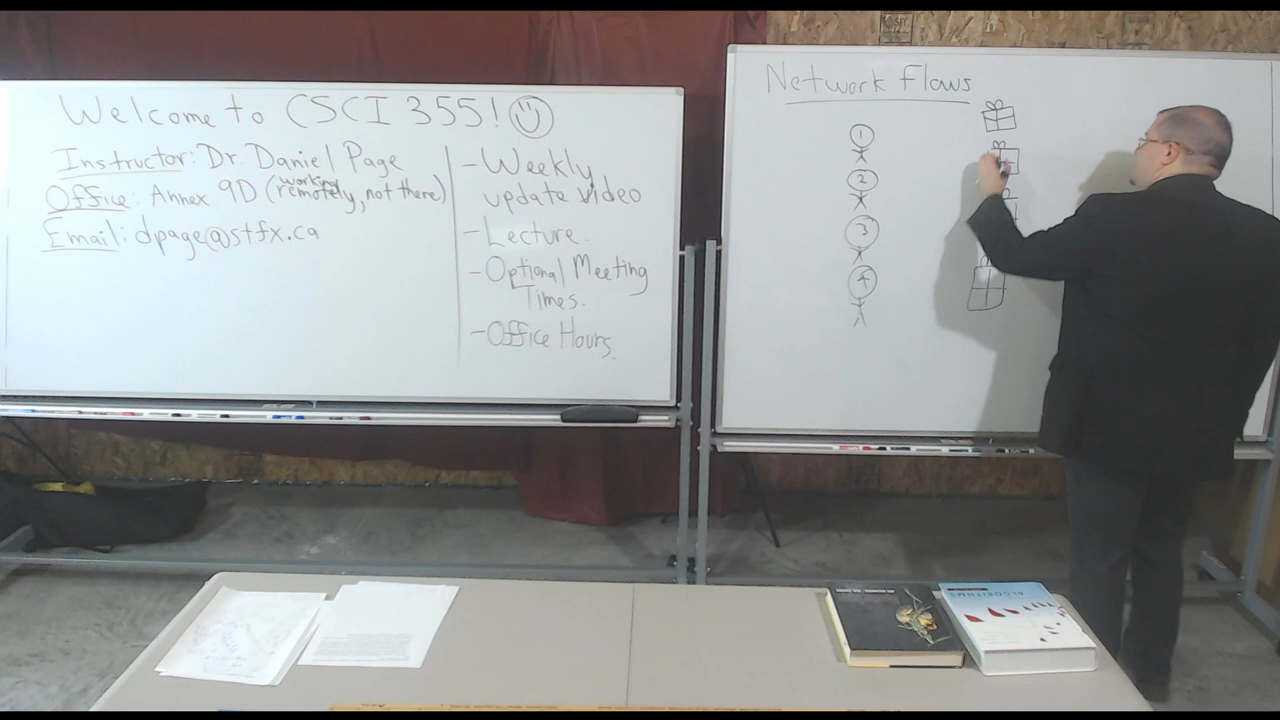 Welcome to CSCI 355!
Instructor: Dr. Daniel Page
Office: Annex 9D (working remotely, not there)
Email: dpage@stfx.ca
- Weekly
update video
- Lecture.
- Optional Meeting
Times.
- Office Hours.
Network Flows
1
2
3
4
ALGORITHMS